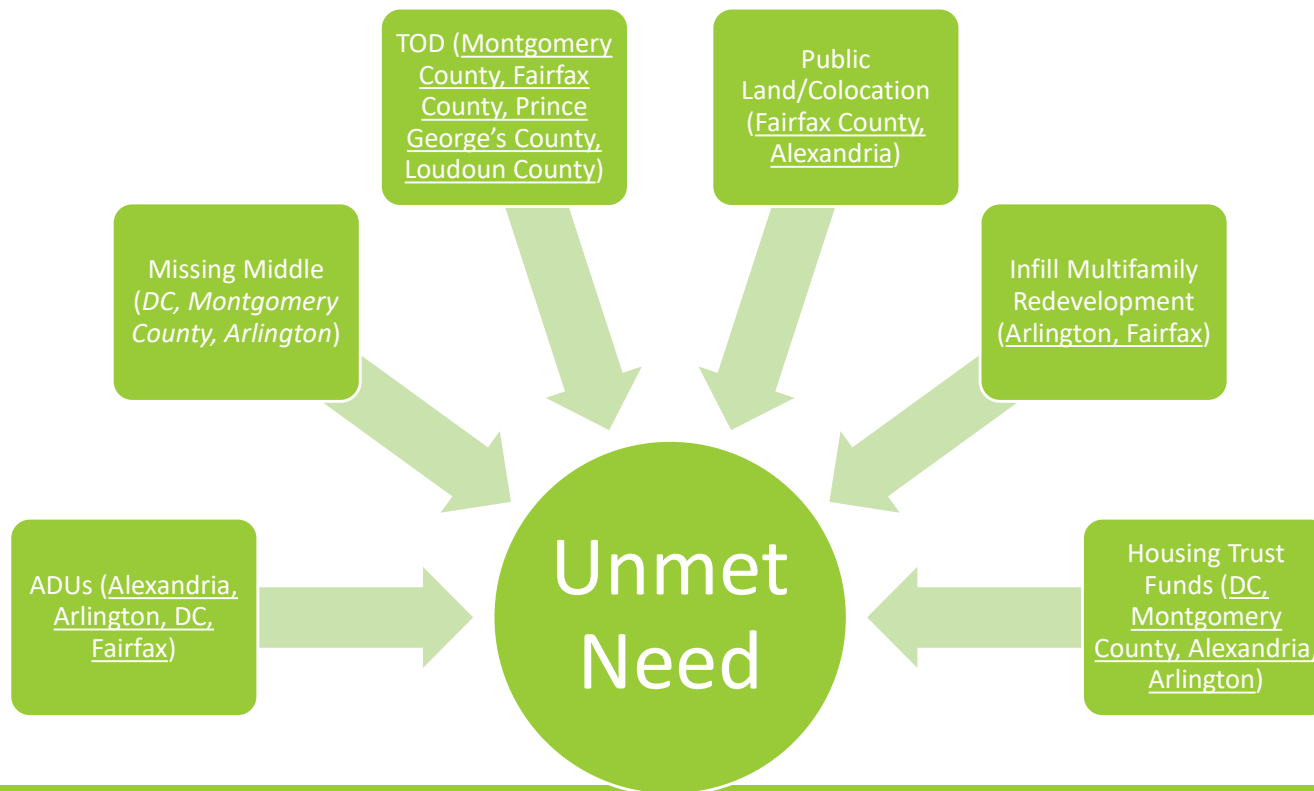 ADUs (Alexandria,
Arlington, DC,
Fairfax)
Missing Middle
(DC, Montgomery
County, Arlington)
TOD (Montgomery
County, Fairfax
County, Prince
George’s County,
Loudoun County)
Public
Land/Colocation
(Fairfax County,
Alexandria)
Infill Multifamily
Redevelopment
(Arlington, Fairfax)
Housing Trust
Funds (DC,
Montgomery
County, Alexandria,
Arlington)
Unmet
Need